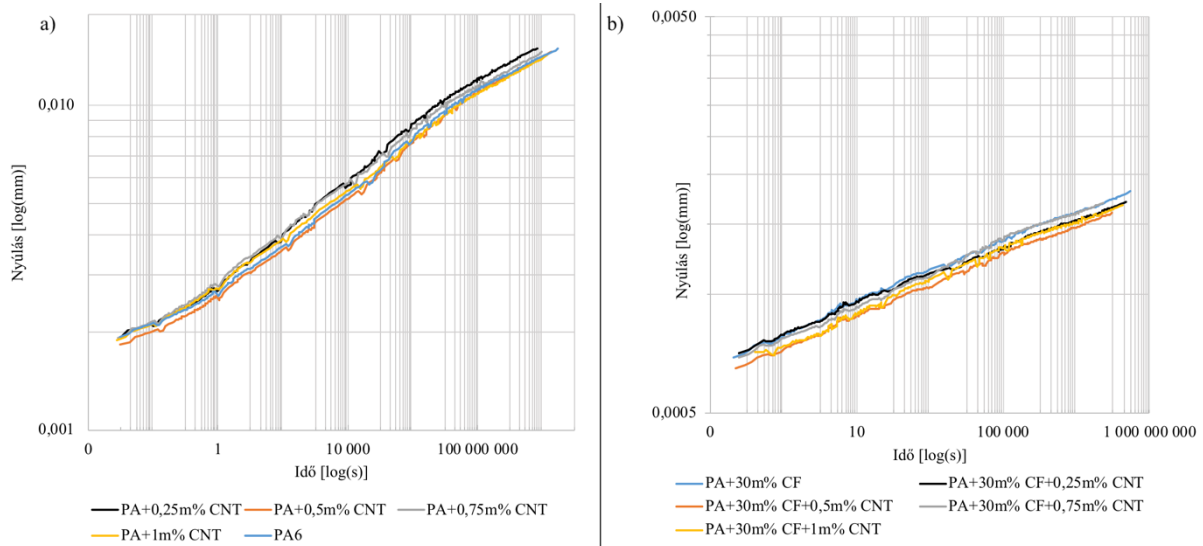 a)
0,010
0,001
Nyúlás [log(mm)]
0
1
10 000
100 000 000
Idő [log(s)]
PA+0,25m% CNT
PA+0,5m% CNT
PA+0,75m% CNT
PA+1m% CNT
PA6
b)
0,0050
0,0005
Nyúlás [log(mm)]
0
10
100 000
1 000 000 000
Idő [log(s)]
PA+30m% CF
PA+30m% CF+0,25m% CNT
PA+30m% CF+0,5m% CNT
PA+30m% CF+0,75m% CNT
PA+30m% CF+1m% CNT